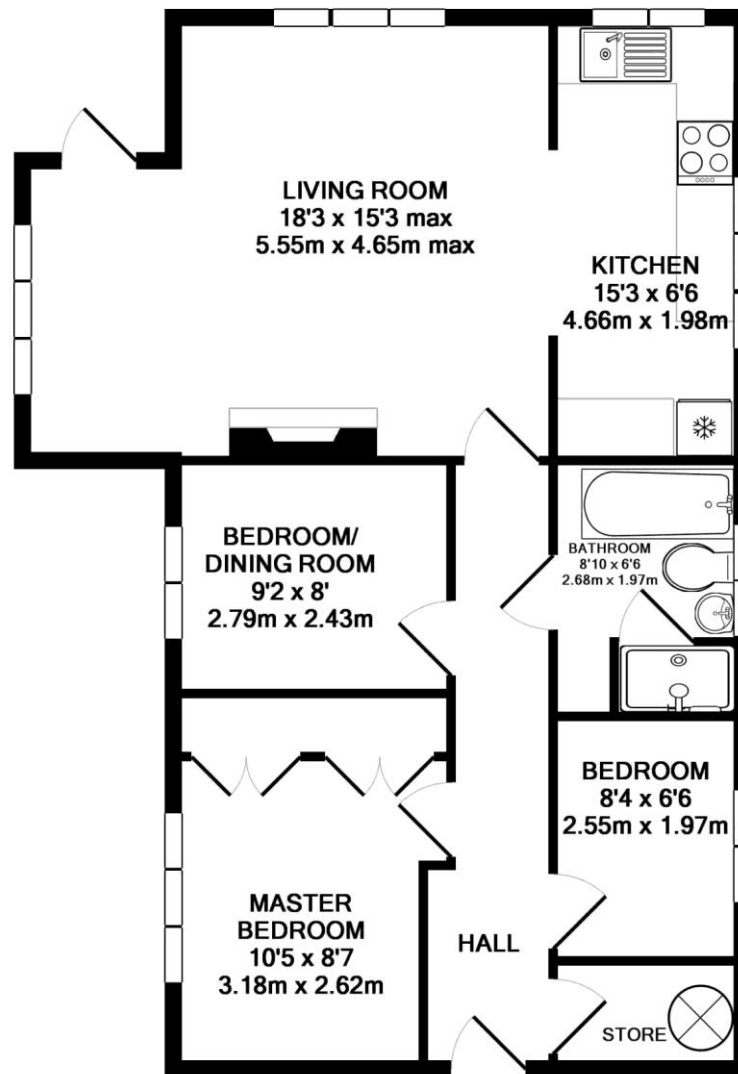 LIVING ROOM
18'3 x 15'3 max
5.55m x 4.65m max
KITCHEN
15'3 x 6'6
4.66m x 1.98m
BEDROOM/
DINING ROOM
9'2 x 8'
2.79m x 2.43m
BATHROOM
8'10 x 6'6
2.68m x 1.97m
BEDROOM
8'4 x 6'6
2.55m x 1.97m
MASTER
BEDROOM
10'5 x 8'7
3.18m x 2.62m
HALL
STORE